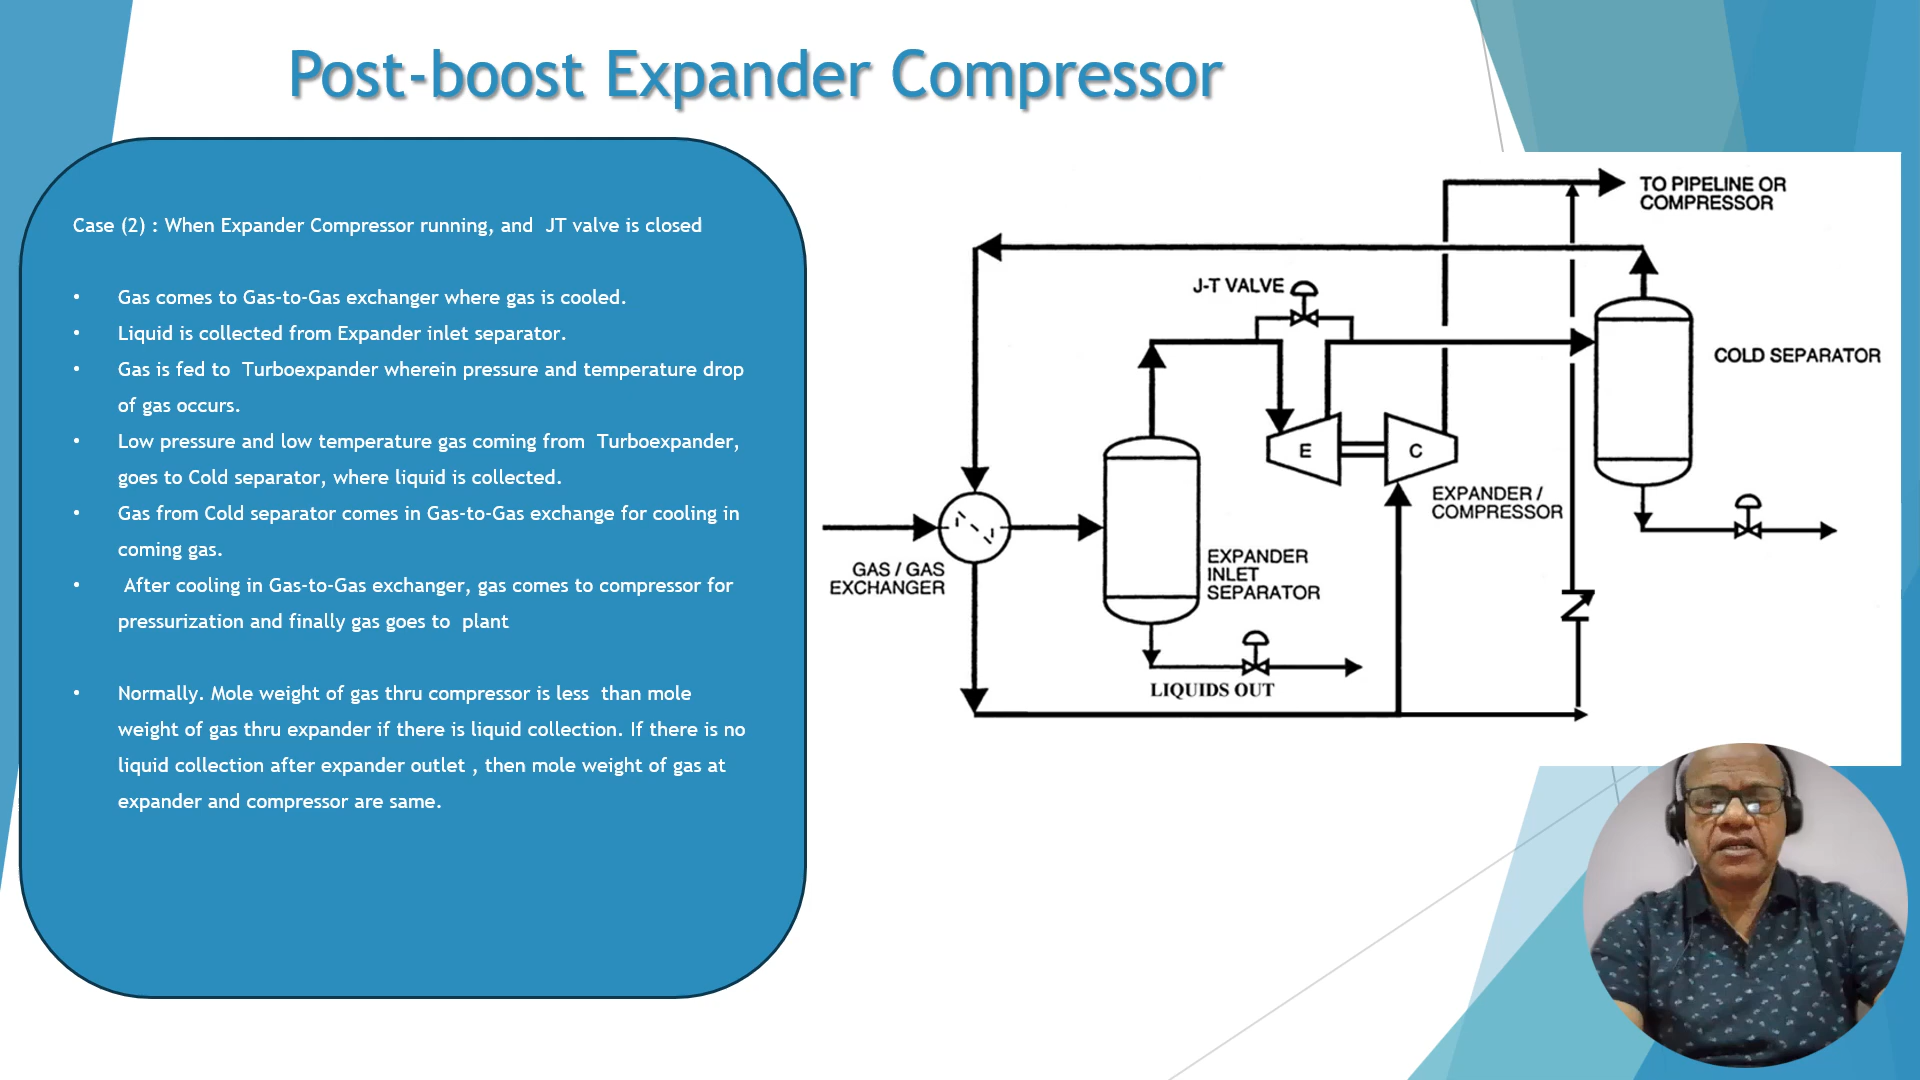 Post-boost Expander Compressor
Case (2) : When Expander Compressor running, and  JT valve is closed
• Gas comes to Gas-to-Gas exchanger where gas is cooled.
• Liquid is collected from Expander inlet separator.
• Gas is fed to  Turboexpander wherein pressure and temperature drop
of gas occurs.
• Low pressure and low temperature gas coming from  Turboexpander,
goes to Cold separator, where liquid is collected.
• Gas from Cold separator comes in Gas-to-Gas exchange for cooling in
coming gas.
•  After cooling in Gas-to-Gas exchanger, gas comes to compressor for
pressurization and finally gas goes to  plant
• Normally. Mole weight of gas thru compressor is less  than mole
weight of gas thru expander if there is liquid collection. If there is no
liquid collection after expander outlet , then mole weight of gas at
expander and compressor are same.
TO PIPELINE OR
COMPRESSOR
J-T VALVE
COLD SEPARATOR
E
C
EXPANDER /
COMPRESSOR
GAS / GAS
EXCHANGER
EXPANDER
INLET
SEPARATOR
LIQUIDS OUT